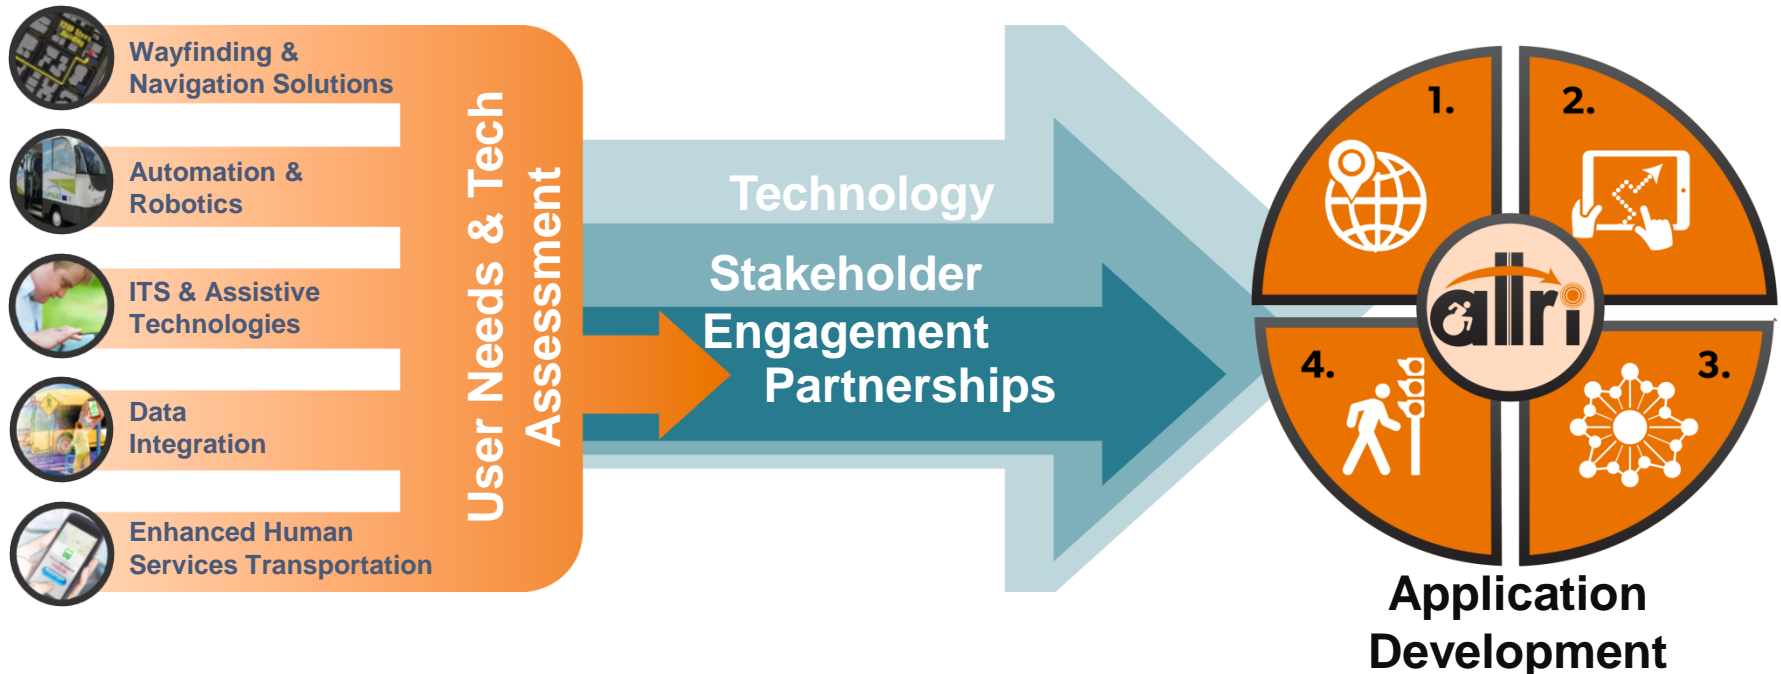 Wayfinding &
Navigation Solutions
Automation &
Robotics
ITS & Assistive
Technologies
Data
Integration
Enhanced Human
Services Transportation
User Needs & Tech
Assessment
Technology
Stakeholder
Engagement
Partnerships
1.
2.
allri
4.
3.
Application
Development